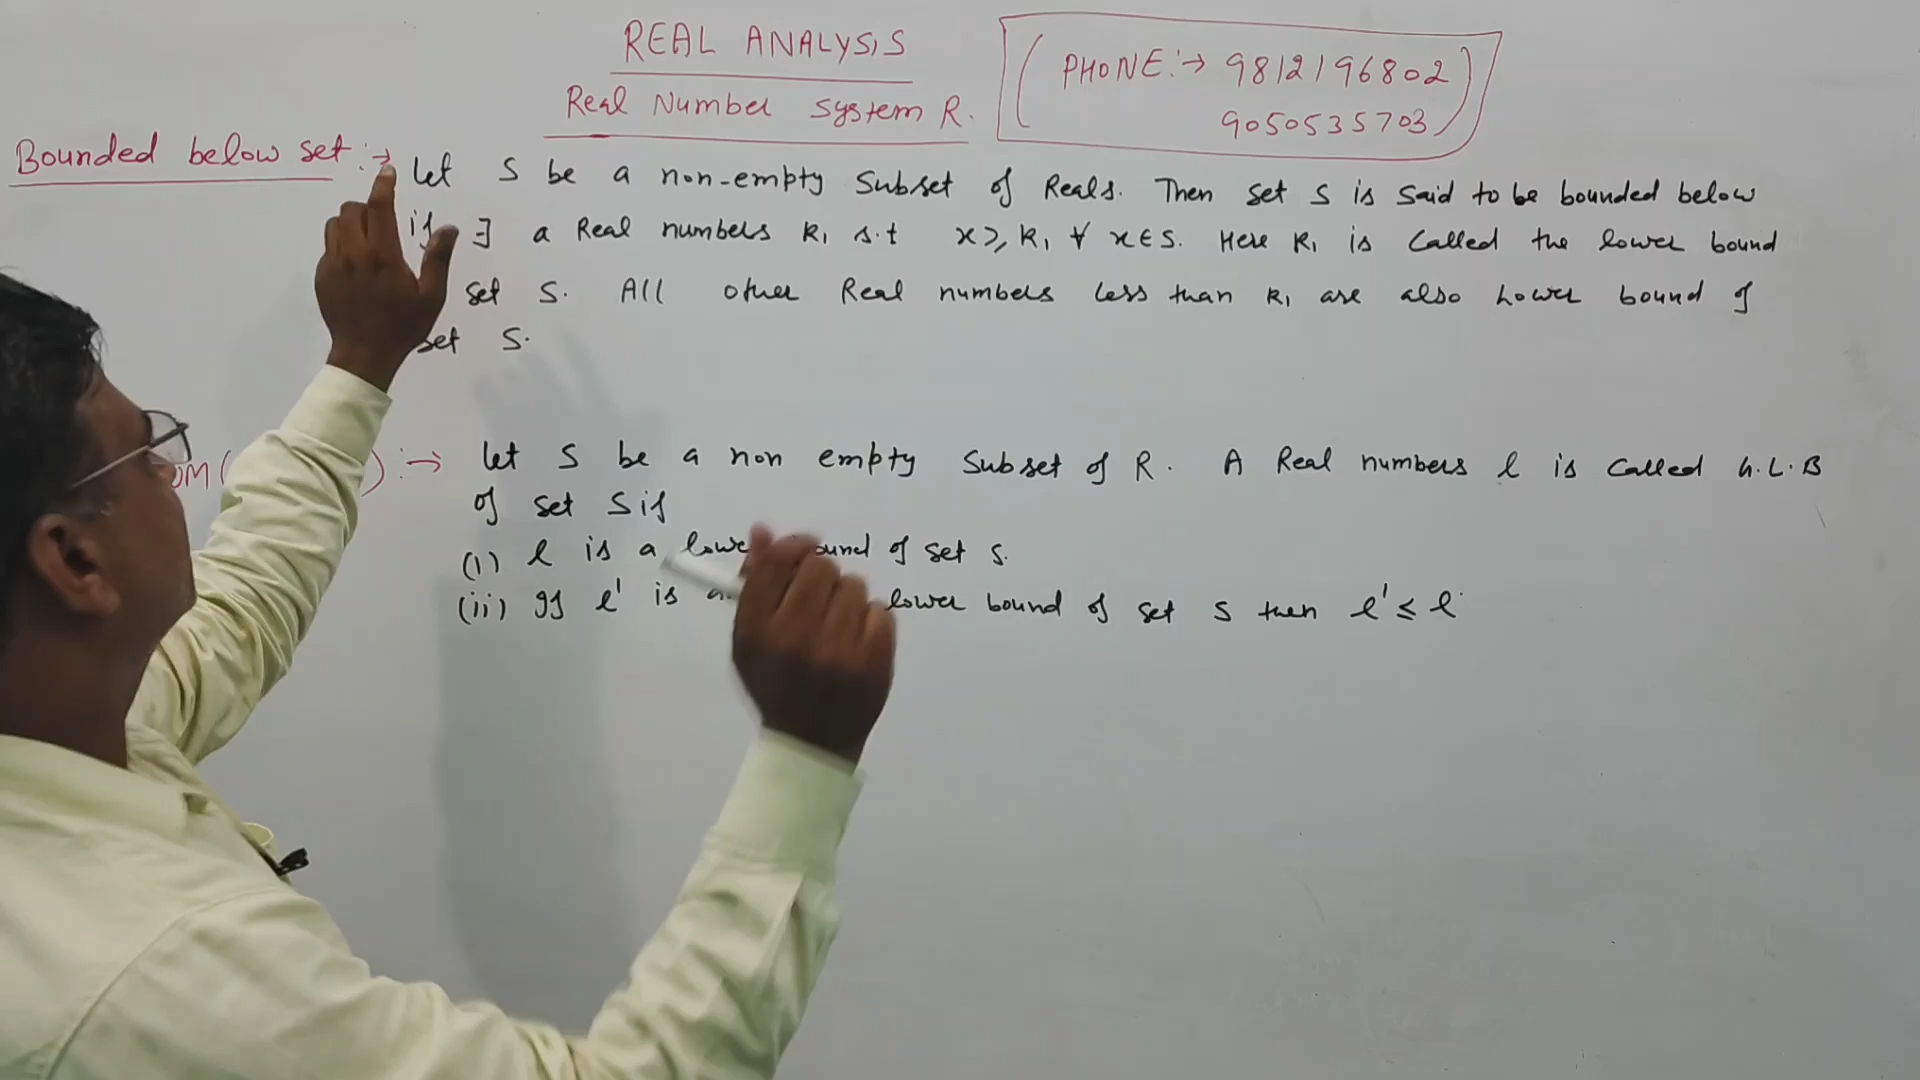 REAL ANALYSIS
Real Number System R.
(PHONE:→ 9812196802
9050535703)
Bounded below set:→ Let S be a non-empty Subset of Reals. Then set S is said to be bounded below
if ∃ a Real numbers k₁ s.t x≥k₁ ∀ x∈S. Here k₁ is Called the lower bound
set S. All other Real numbers less than k₁ are also Lower bound of
set S.
:→ Let S be a non empty Subset of R. A Real numbers l is Called G.L.B
of set S if
(i) l is a lower bound of set S.
(ii) If l' is lower bound of set S then l' ≤ l